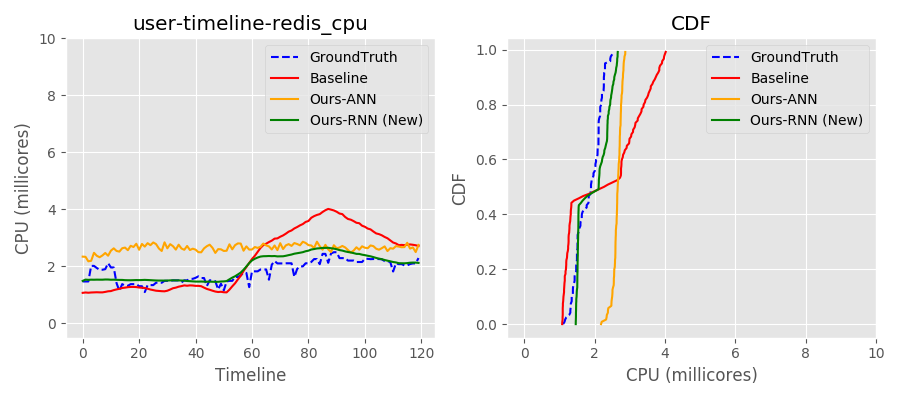 user-timeline-redis_cpu
CPU (millicores)
10
8
6
4
2
0
GroundTruth
Baseline
Ours-ANN
Ours-RNN (New)
0 20 40 60 80 100 120
Timeline
CDF
CDF
1.0
0.8
0.6
0.4
0.2
0.0
GroundTruth
Baseline
Ours-ANN
Ours-RNN (New)
0 2 4 6 8 10
CPU (millicores)